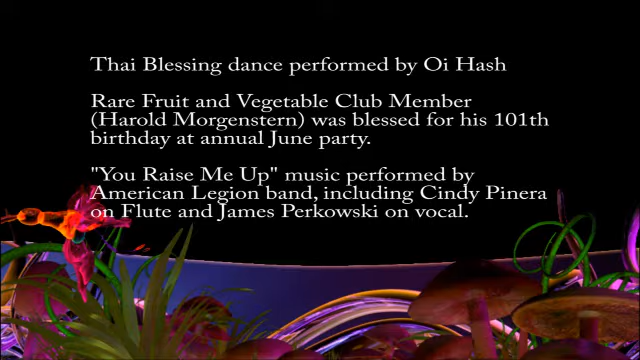 Thai Blessing dance performed by Oi Hash
Rare Fruit and Vegetable Club Member
(Harold Morgenstern) was blessed for his 101th
birthday at annual June party.
"You Raise Me Up" music performed by
American Legion band, including Cindy Pinera
on Flute and James Perkowski on vocal.